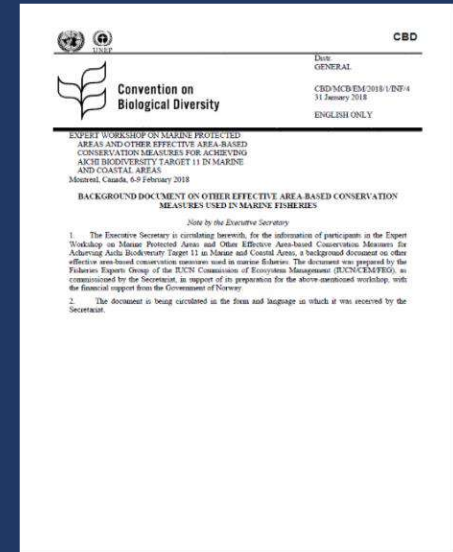 CBD
UNEP
Distr.
GENERAL
CBD/MCB/EM/2018/1/INF/4
31 January 2018
ENGLISH ONLY
Convention on
Biological Diversity
EXPERT WORKSHOP ON MARINE PROTECTED
AREAS AND OTHER EFFECTIVE AREA-BASED
CONSERVATION MEASURES FOR ACHIEVING
AICHI BIODIVERSITY TARGET 11 IN MARINE
AND COASTAL AREAS
Montreal, Canada, 6-9 February 2018
BACKGROUND DOCUMENT ON OTHER EFFECTIVE AREA-BASED CONSERVATION
MEASURES USED IN MARINE FISHERIES
Note by the Executive Secretary
1. The Executive Secretary is circulating herewith, for the information of participants in the Expert
Workshop on Marine Protected Areas and Other Effective Area-based Conservation Measures for
Achieving Aichi Biodiversity Target 11 in Marine and Coastal Areas, a background document on other
effective area-based conservation measures used in marine fisheries. The document was prepared by the
Fisheries Experts Group of the IUCN Commission of Ecosystem Management (IUCN/CEM/FEG), as
commissioned by the Secretariat, in support of its preparation for the above-mentioned workshop, with
the financial support from the Government of Norway.
2. The document is being circulated in the form and language in which it was received by the
Secretariat.